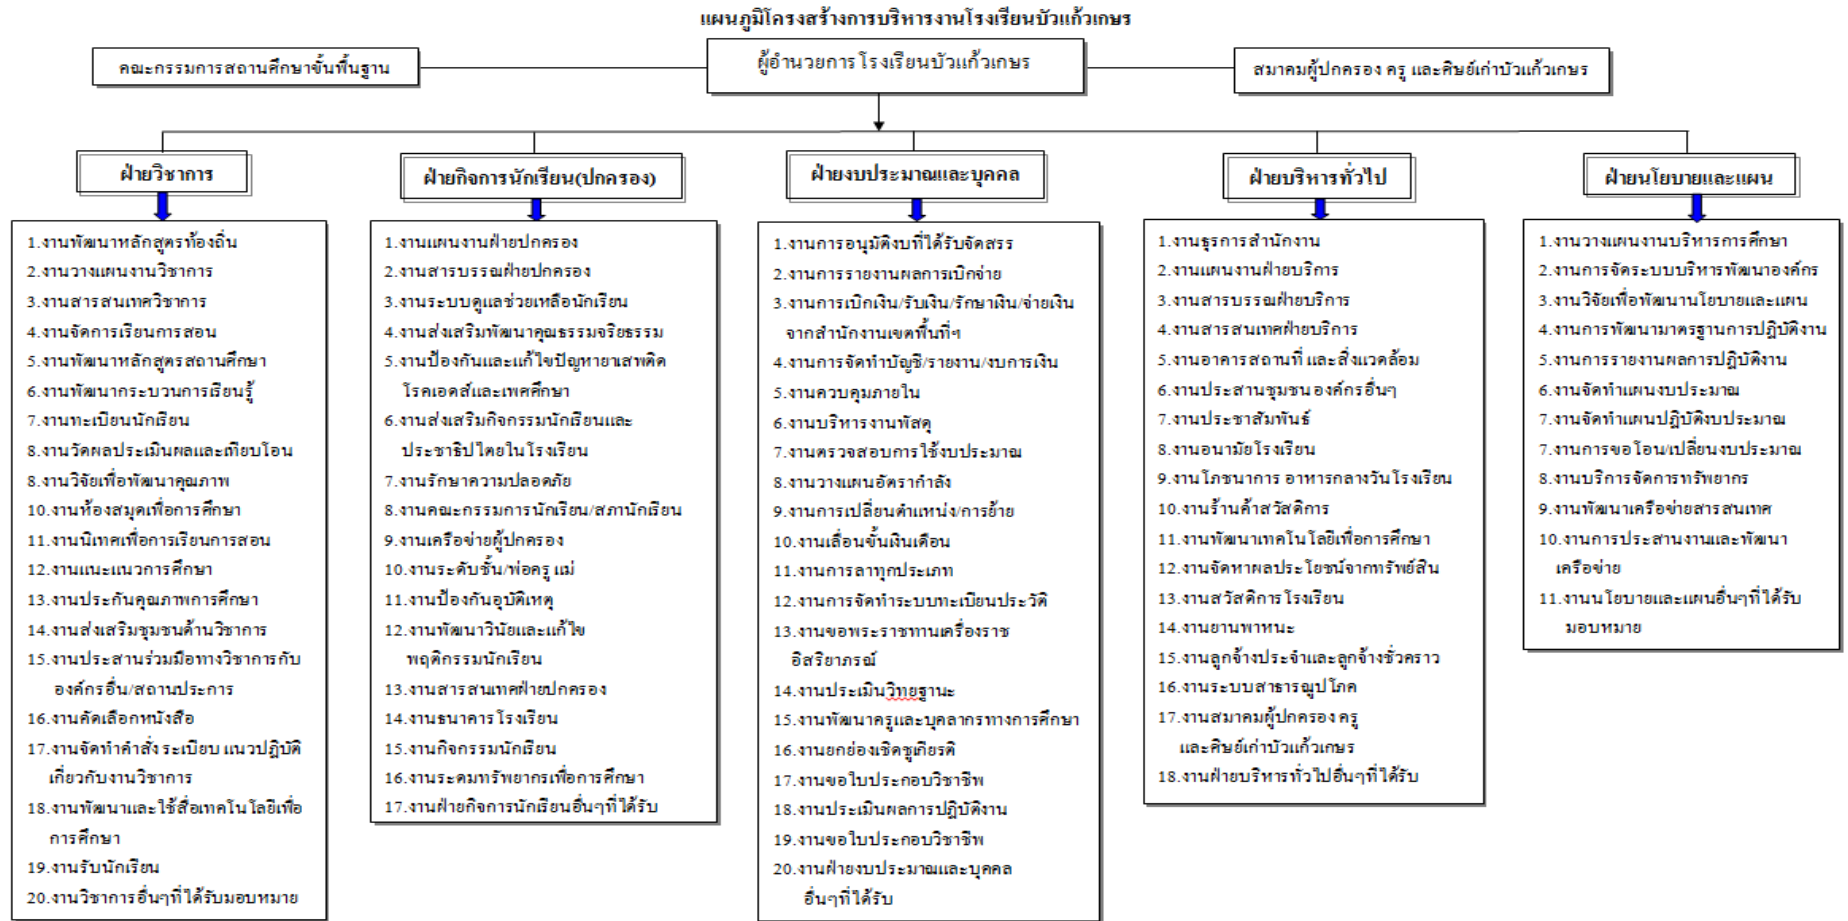 แผนภูมิโครงสร้างการบริหารงานโรงเรียนบัวแก้วเกษร
คณะกรรมการสถานศึกษาขั้นพื้นฐาน
ผู้อำนวยการโรงเรียนบัวแก้วเกษร
สมาคมผู้ปกครอง ครู และศิษย์เก่าบัวแก้วเกษร
ฝ่ายวิชาการ
1.งานพัฒนาหลักสูตรท้องถิ่น
2.งานวางแผนงานวิชาการ
3.งานสารสนเทศวิชาการ
4.งานจัดการเรียนการสอน
5.งานพัฒนาหลักสูตรสถานศึกษา
6.งานพัฒนากระบวนการเรียนรู้
7.งานทะเบียนนักเรียน
8.งานวัดผลประเมินผลและเทียบโอน
8.งานวิจัยเพื่อพัฒนาคุณภาพ
10.งานห้องสมุดเพื่อการศึกษา
11.งานนิเทศเพื่อการเรียนการสอน
12.งานแนะแนวการศึกษา
13.งานประกันคุณภาพการศึกษา
14.งานส่งเสริมชุมชนด้านวิชาการ
15.งานประสานร่วมมือทางวิชาการกับ
องค์กรอื่น/สถานประการ
16.งานคัดเลือกหนังสือ
17.งานจัดทำคำสั่ง ระเบียบ แนวปฏิบัติ
เกี่ยวกับงานวิชาการ
18.งานพัฒนาและใช้สื่อเทคโนโลยีเพื่อ
การศึกษา
19.งานรับนักเรียน
20.งานวิชาการอื่นๆที่ได้รับมอบหมาย
ฝ่ายกิจการนักเรียน(ปกครอง)
1.งานแผนงานฝ่ายปกครอง
2.งานสารบรรณฝ่ายปกครอง
3.งานระบบดูแลช่วยเหลือนักเรียน
4.งานส่งเสริมพัฒนาคุณธรรมจริยธรรม
5.งานป้องกันและแก้ไขปัญหายาเสพติด
โรคเอดส์และเพศศึกษา
6.งานส่งเสริมกิจกรรมนักเรียนและ
ประชาธิปไตยในโรงเรียน
7.งานรักษาความปลอดภัย
8.งานคณะกรรมการนักเรียน/สภานักเรียน
9.งานเครือข่ายผู้ปกครอง
10.งานระดับชั้น/พ่อครู แม่
11.งานป้องกันอุบัติเหตุ
12.งานพัฒนาวินัยและแก้ไข
พฤติกรรมนักเรียน
13.งานสารสนเทศฝ่ายปกครอง
14.งานธนาคารโรงเรียน
15.งานกิจกรรมนักเรียน
16.งานระดมทรัพยากรเพื่อการศึกษา
17.งานฝ่ายกิจการนักเรียนอื่นๆที่ได้รับ
ฝ่ายงบประมาณและบุคคล
1.งานการอนุมัติงบที่ได้รับจัดสรร
2.งานการรายงานผลการเบิกจ่าย
3.งานการเบิกเงิน/รับเงิน/รักษาเงิน/จ่ายเงิน
จากสำนักงานเขตพื้นที่ฯ
4.งานการจัดทำบัญชี/รายงาน/งบการเงิน
5.งานควบคุมภายใน
6.งานบริหารงานพัสดุ
7.งานตรวจสอบการใช้งบประมาณ
8.งานวางแผนอัตรากำลัง
9.งานการเปลี่ยนตำแหน่ง/การย้าย
10.งานเลื่อนขั้นเงินเดือน
11.งานการลาทุกประเภท
12.งานการจัดทำระบบทะเบียนประวัติ
13.งานขอพระราชทานเครื่องราช
อิสริยาภรณ์
14.งานประเมินวิทยฐานะ
15.งานพัฒนาครูและบุคลากรทางการศึกษา
16.งานยกย่องเชิดชูเกียรติ
17.งานขอใบประกอบวิชาชีพ
18.งานประเมินผลการปฏิบัติงาน
19.งานขอใบประกอบวิชาชีพ
20.งานฝ่ายงบประมาณและบุคคล
อื่นๆที่ได้รับ
ฝ่ายบริหารทั่วไป
1.งานธุรการสำนักงาน
2.งานแผนงานฝ่ายบริการ
3.งานสารบรรณฝ่ายบริการ
4.งานสารสนเทศฝ่ายบริการ
5.งานอาคารสถานที่ และสิ่งแวดล้อม
6.งานประสานชุมชน องค์กรอื่นๆ
7.งานประชาสัมพันธ์
8.งานอนามัยโรงเรียน
9.งานโภชนาการ อาหารกลางวันโรงเรียน
10.งานร้านค้าสวัสดิการ
11.งานพัฒนาเทคโนโลยีเพื่อการศึกษา
12.งานจัดหาผลประโยชน์จากทรัพย์สิน
13.งานสวัสดิการโรงเรียน
14.งานยานพาหนะ
15.งานลูกจ้างประจำและลูกจ้างชั่วคราว
16.งานระบบสาธารณูปโภค
17.งานสมาคมผู้ปกครอง ครู
และศิษย์เก่าบัวแก้วเกษร
18.งานฝ่ายบริหารทั่วไปอื่นๆที่ได้รับ
ฝ่ายนโยบายและแผน
1.งานวางแผนงานบริหารการศึกษา
2.งานการจัดระบบบริหารพัฒนาองค์กร
3.งานวิจัยเพื่อพัฒนานโยบายและแผน
4.งานการพัฒนามาตรฐานการปฏิบัติงาน
5.งานการรายงานผลการปฏิบัติงาน
6.งานจัดทำแผนงบประมาณ
7.งานจัดทำแผนปฏิบัติงบประมาณ
7.งานการขอโอน/เปลี่ยนงบประมาณ
8.งานบริการจัดการทรัพยากร
9.งานพัฒนาเครือข่ายสารสนเทศ
10.งานการประสานงานและพัฒนา
เครือข่าย
11.งานนโยบายและแผนอื่นๆที่ได้รับ
มอบหมาย